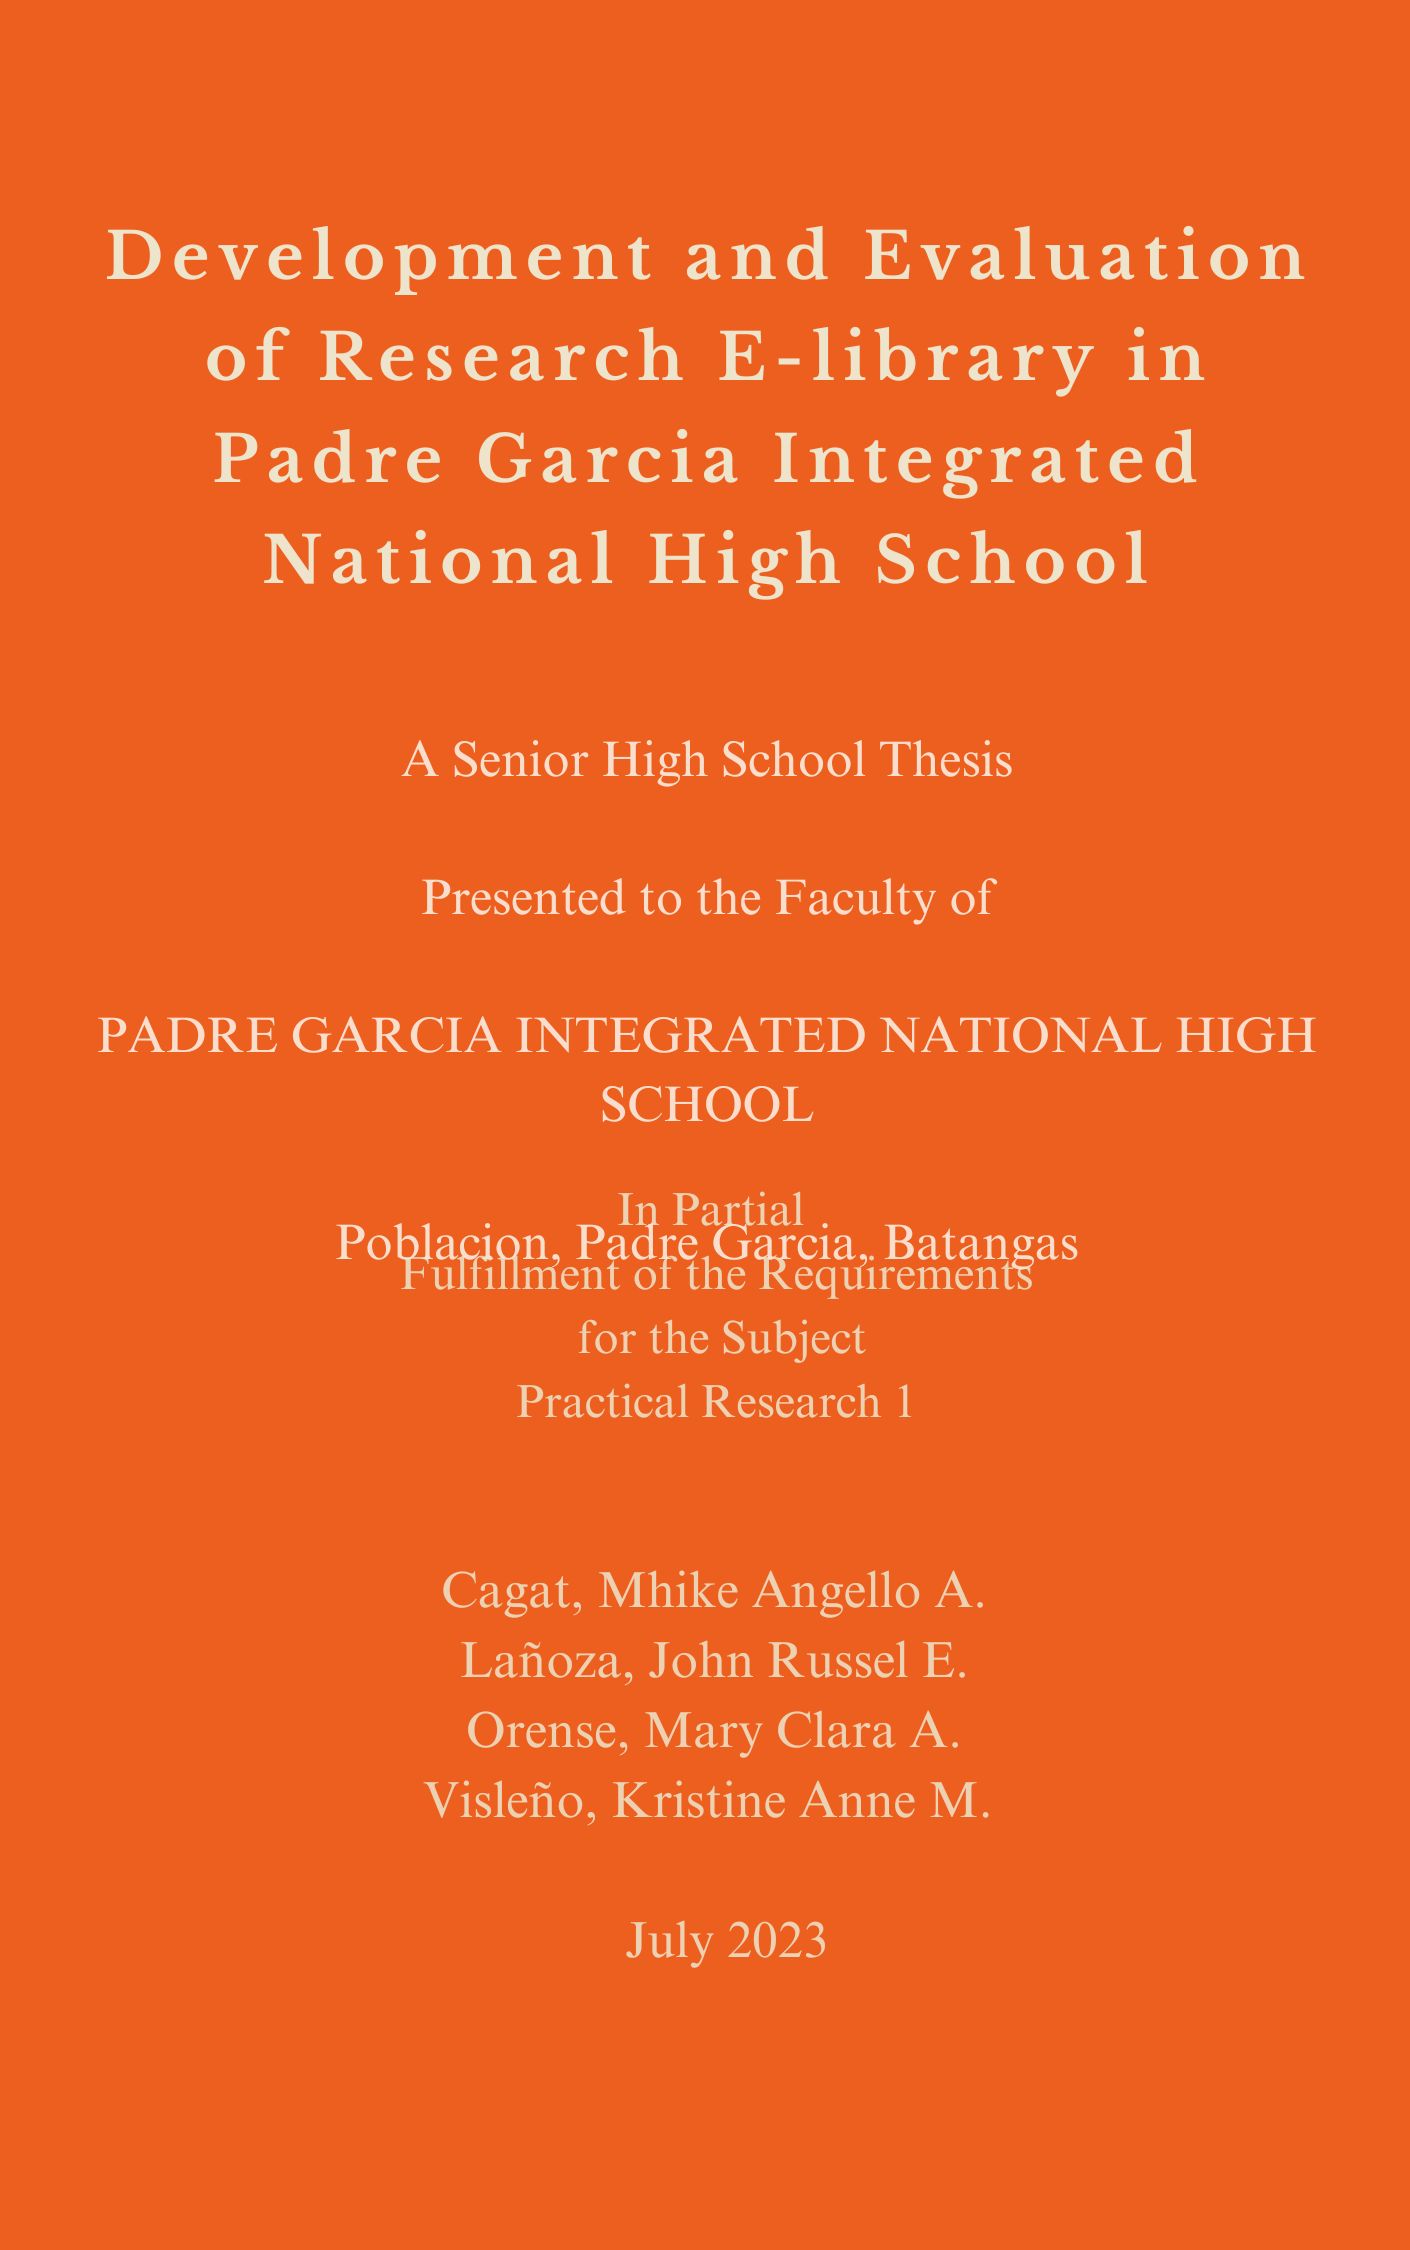 Development and Evaluation
of Research E-library in
Padre Garcia Integrated
National High School
A Senior High School Thesis
Presented to the Faculty of
PADRE GARCIA INTEGRATED NATIONAL HIGH
SCHOOL
In Partial
Poblacion, Padre Garcia, Batangas
Fulfillment of the Requirements
for the Subject
Practical Research 1
Cagat, Mhike Angello A.
Lañoza, John Russel E.
Orense, Mary Clara A.
Visleño, Kristine Anne M.
July 2023